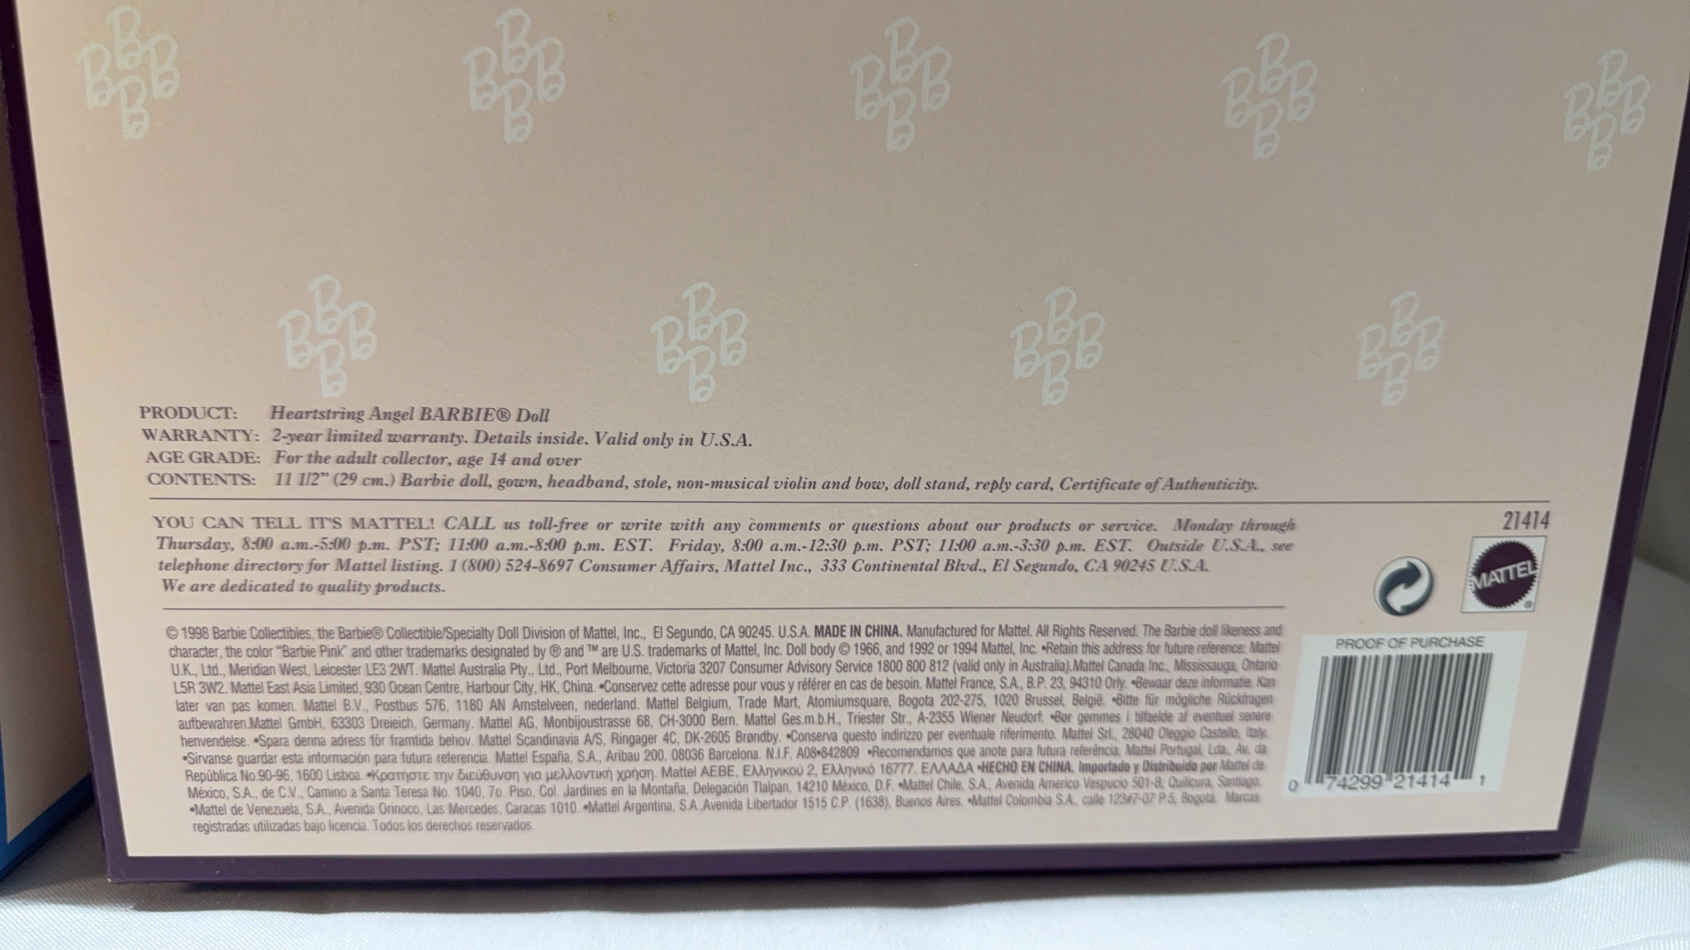 PRODUCT: Heartstring Angel BARBIE® Doll
WARRANTY: 2-year limited warranty. Details inside. Valid only in U.S.A.
AGE GRADE: For the adult collector, age 14 and over
CONTENTS: 11 1/2" (29 cm.) Barbie doll, gown, headband, stole, non-musical violin and bow, doll stand, reply card, Certificate of Authenticity.
YOU CAN TELL IT'S MATTEL! CALL us toll-free or write with any comments or questions about our products or service. Monday through
Thursday, 8:00 a.m.-5:00 p.m. PST; 11:00 a.m.-8:00 p.m. EST. Friday, 8:00 a.m.-12:30 p.m. PST; 11:00 a.m.-3:30 p.m. EST. Outside U.S.A., see
telephone directory for Mattel listing. 1 (800) 524-8697 Consumer Affairs, Mattel Inc., 333 Continental Blvd., El Segundo, CA 90245 U.S.A.
We are dedicated to quality products.
21414
MATTEL®
© 1998 Barbie Collectibles, the Barbie® Collectible/Specialty Doll Division of Mattel, Inc., El Segundo, CA 90245. U.S.A. MADE IN CHINA. Manufactured for Mattel. All Rights Reserved. The Barbie doll likeness and
character, the color "Barbie Pink" and other trademarks designated by ® and ™ are U.S. trademarks of Mattel, Inc. Doll body © 1966, and 1992 or 1994 Mattel, Inc. •Retain this address for future reference: Mattel
U.K., Ltd., Meridian West, Leicester LE3 2WT. Mattel Australia Pty., Ltd., Port Melbourne, Victoria 3207 Consumer Advisory Service 1800 800 812 (valid only in Australia).Mattel Canada Inc., Mississauga, Ontario
L5R 3W2. Mattel East Asia Limited, 930 Ocean Centre, Harbour City, HK, China. •Conservez cette adresse pour vous y référer en cas de besoin. Mattel France, S.A., B.P. 23, 94310 Orly. •Bewaar deze informatie. Kan
later van pas komen. Mattel B.V., Postbus 576, 1180 AN Amstelveen, nederland. Mattel Belgium, Trade Mart, Atomiumsquare, Bogota 202-275, 1020 Brussel, België. •Bitte für mögliche Rückfragen
aufbewahren.Mattel GmbH, 63303 Dreieich, Germany. Mattel AG, Monbijoustrasse 68, CH-3000 Bern. Mattel Ges.m.b.H., Triester Str., A-2355 Wiener Neudorf. •Bør gemmes i tilfælde af eventuel senere
henvendelse. •Spara denna adress för framtida behov. Mattel Scandinavia A/S, Ringager 4C, DK-2605 Brøndby. •Conserva questo indirizzo per eventuale riferimento. Mattel Srl., 28040 Oleggio Castello, Italy.
•Sirvanse guardar esta información para futura referencia. Mattel España, S.A., Aribau 200, 08036 Barcelona. N.I.F. A08•842809 •Recomendamos que anote para futura referência, Mattel Portugal, Lda., Av. da
República No.90-96, 1600 Lisboa. •Κρατηστε την διεύθυνση για μελλοντική χρήση. Mattel AEBE, Ελληνικού 2, Ελληνικό 16777. ΕΛΛΑΔΑ •HECHO EN CHINA. Importado y Distribuido por Mattel de
México, S.A., de C.V., Camino a Santa Teresa No. 1040, 7o. Piso, Col. Jardines en la Montaña, Delegación Tlalpan, 14210 México, D.F. •Mattel Chile, S.A., Avenida Americo Vespucio 501-B, Quilicura, Santiago.
•Mattel de Venezuela, S.A., Avenida Orinoco, Las Mercedes, Caracas 1010. •Mattel Argentina, S.A.,Avenida Libertador 1515 C.P. (1638), Buenos Aires. •Mattel Colombia S.A., calle 123#7-07 P.5, Bogotá. Marcas
registradas utilizadas bajo licencia. Todos los derechos reservados.
PROOF OF PURCHASE
0 74299 21414 1